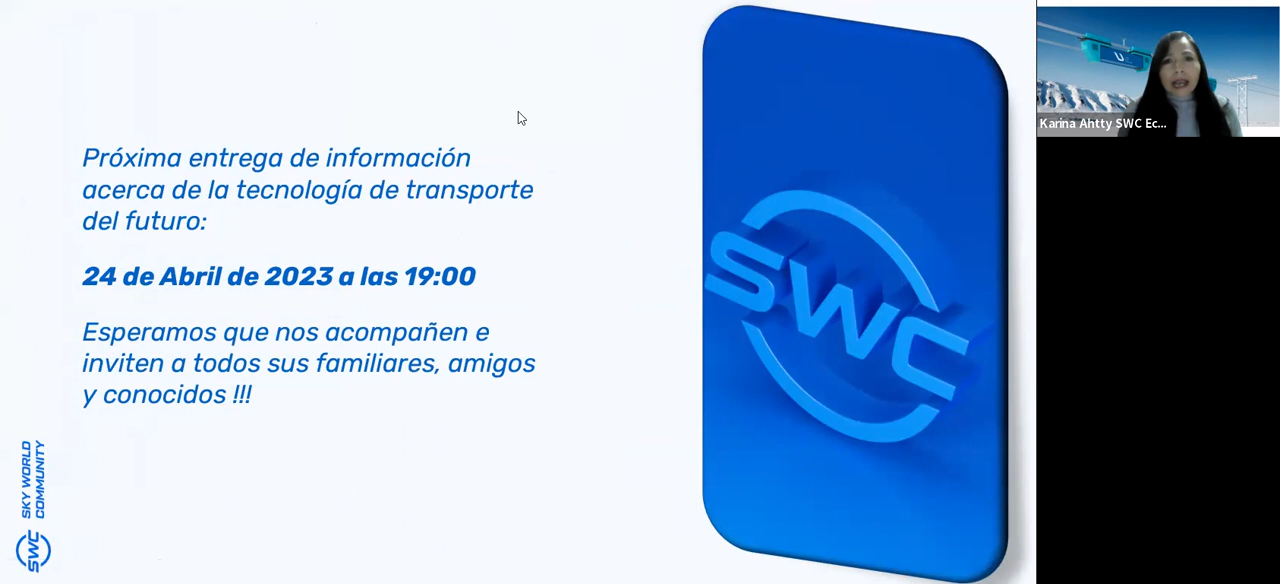 Próxima entrega de información
acerca de la tecnología de transporte
del futuro:
24 de Abril de 2023 a las 19:00
Esperamos que nos acompañen e
inviten a todos sus familiares, amigos
y conocidos !!!
SWC
SKY WORLD
COMMUNITY
SWC
U
Karina Ahtty SWC Ec...